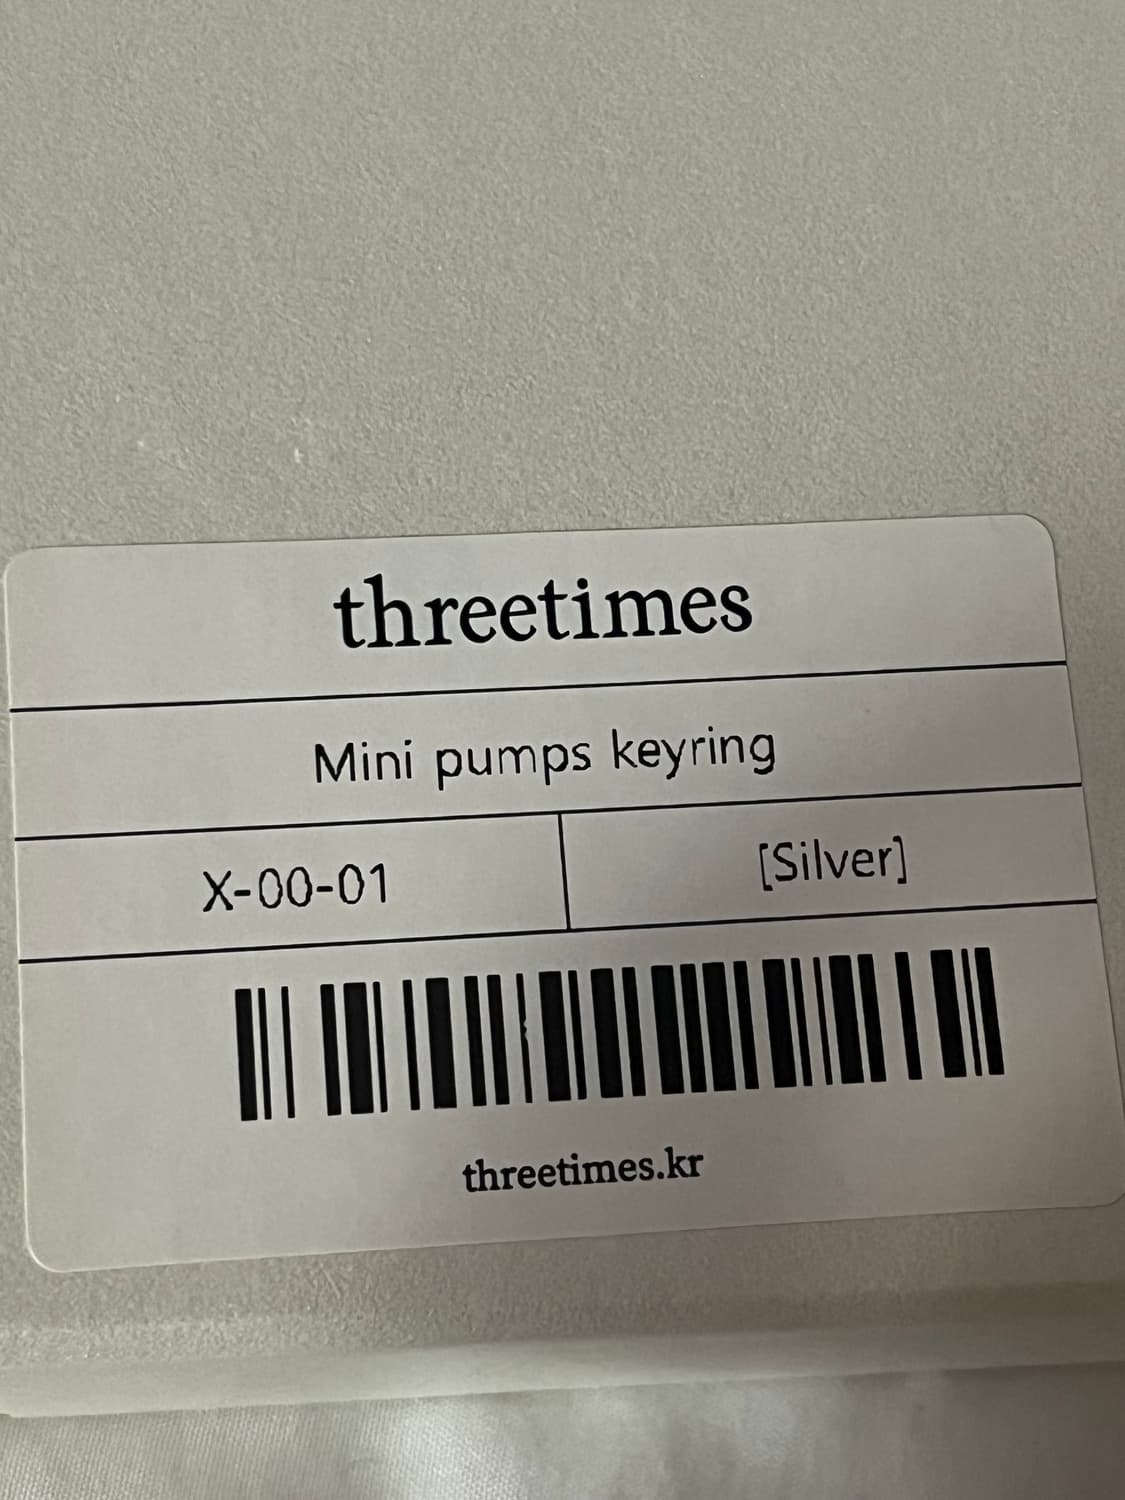 threetimes
Mini pumps keyring
X-00-01
[Silver]
threetimes.kr